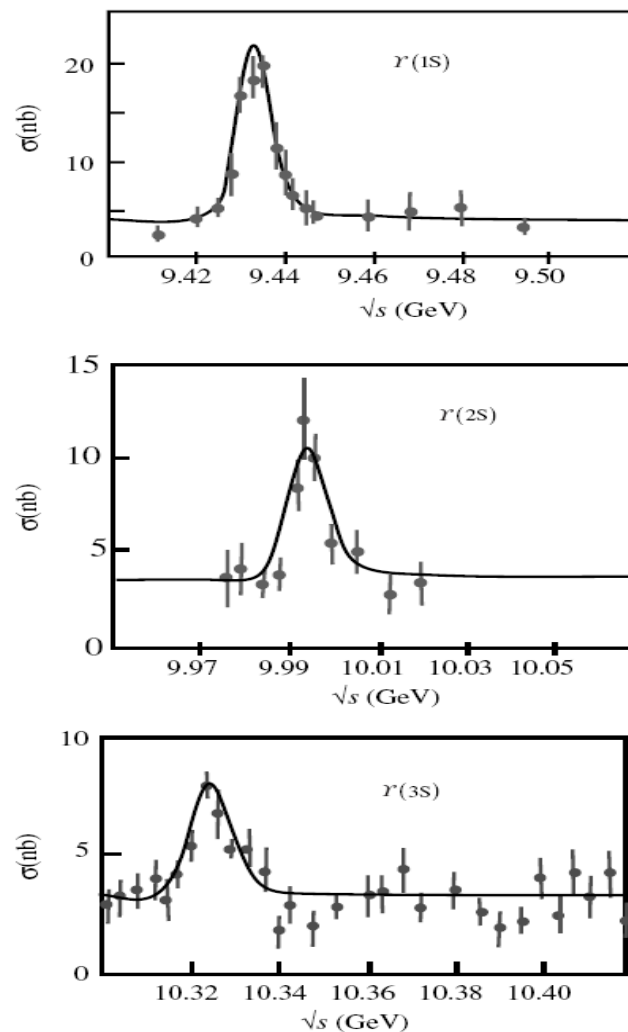 20
10
0
σ(nb)
r(1S)
9.42 9.44 9.46 9.48 9.50
√s (GeV)
15
10
5
0
σ(nb)
r(2S)
9.97 9.99 10.01 10.03 10.05
√s (GeV)
10
5
0
σ(nb)
r(3S)
10.32 10.34 10.36 10.38 10.40
√s (GeV)